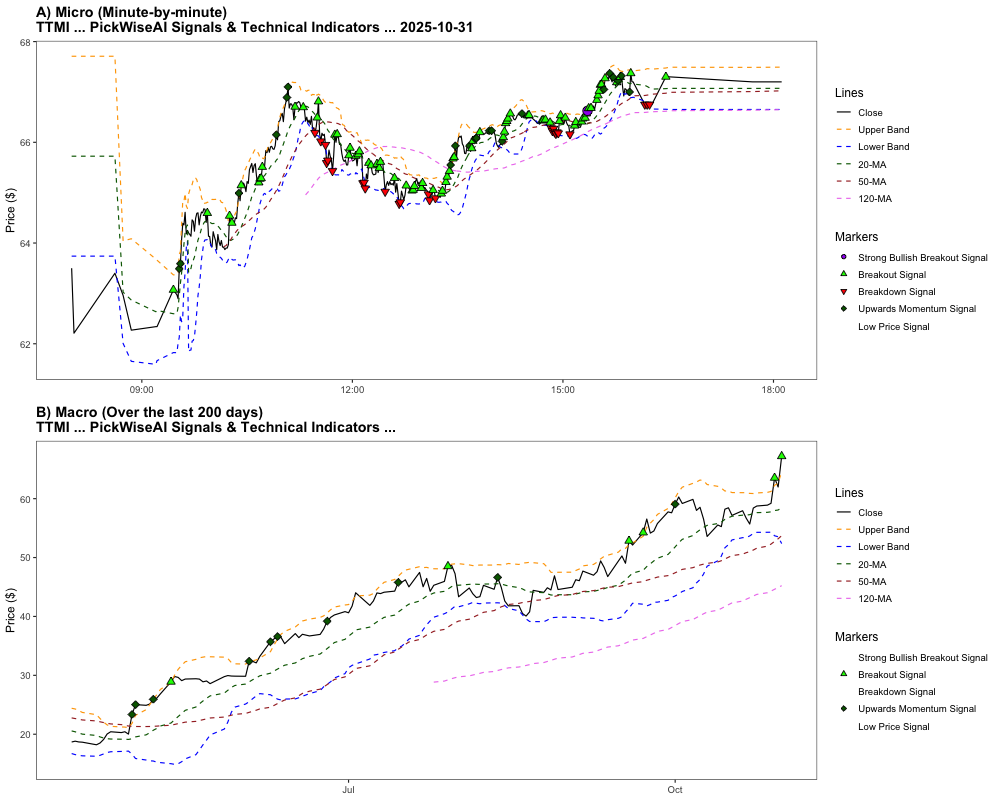 A) Micro (Minute-by-minute)
TTMI ... PickWiseAI Signals & Technical Indicators ... 2025-10-31
68
66
64
62
Price ($)
09:00
12:00
15:00
18:00
Lines
Close
Upper Band
Lower Band
20-MA
50-MA
120-MA
Markers
Strong Bullish Breakout Signal
Breakout Signal
Breakdown Signal
Upwards Momentum Signal
Low Price Signal
B) Macro (Over the last 200 days)
TTMI ... PickWiseAI Signals & Technical Indicators ...
60
50
40
30
20
Price ($)
Jul
Oct
Lines
Close
Upper Band
Lower Band
20-MA
50-MA
120-MA
Markers
Strong Bullish Breakout Signal
Breakout Signal
Breakdown Signal
Upwards Momentum Signal
Low Price Signal